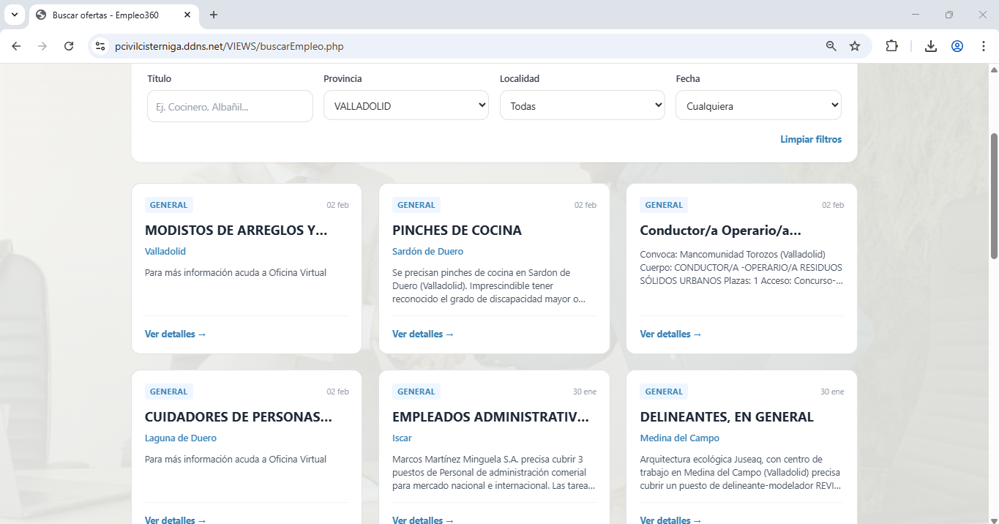 Buscar ofertas - Empleo360
pcivilcisterniga.ddns.net/VIEWS/buscarEmpleo.php
Título
Provincia
Localidad
Fecha
Ej. Cocinero, Albañil...
VALLADOLID
Todas
Cualquiera
Limpiar filtros
GENERAL
02 feb
MODISTOS DE ARREGLOS Y...
Valladolid
Para más información acuda a Oficina Virtual
Ver detalles →
GENERAL
02 feb
PINCHES DE COCINA
Sardón de Duero
Se precisan pinches de cocina en Sardon de
Duero (Valladolid). Imprescindible tener
reconocido el grado de discapacidad mayor o...
Ver detalles →
GENERAL
02 feb
Conductor/a Operario/a...
Convoca: Mancomunidad Torozos (Valladolid)
Cuerpo: CONDUCTOR/A -OPERARIO/A RESIDUOS
SÓLIDOS URBANOS Plazas: 1 Acceso: Concurso-...
Ver detalles →
GENERAL
02 feb
CUIDADORES DE PERSONAS...
Laguna de Duero
Para más información acuda a Oficina Virtual
Ver detalles →
GENERAL
30 ene
EMPLEADOS ADMINISTRATIV...
Iscar
Marcos Martínez Minguela S.A. precisa cubrir 3
puestos de Personal de administración comerial
para mercado nacional e internacional. Las tarea...
Ver detalles →
GENERAL
30 ene
DELINEANTES, EN GENERAL
Medina del Campo
Arquitectura ecológica Juseaq, con centro de
trabajo en Medina del Campo (Valladolid) precisa
cubrir un puesto de delineante-modelador REVI...
Ver detalles →